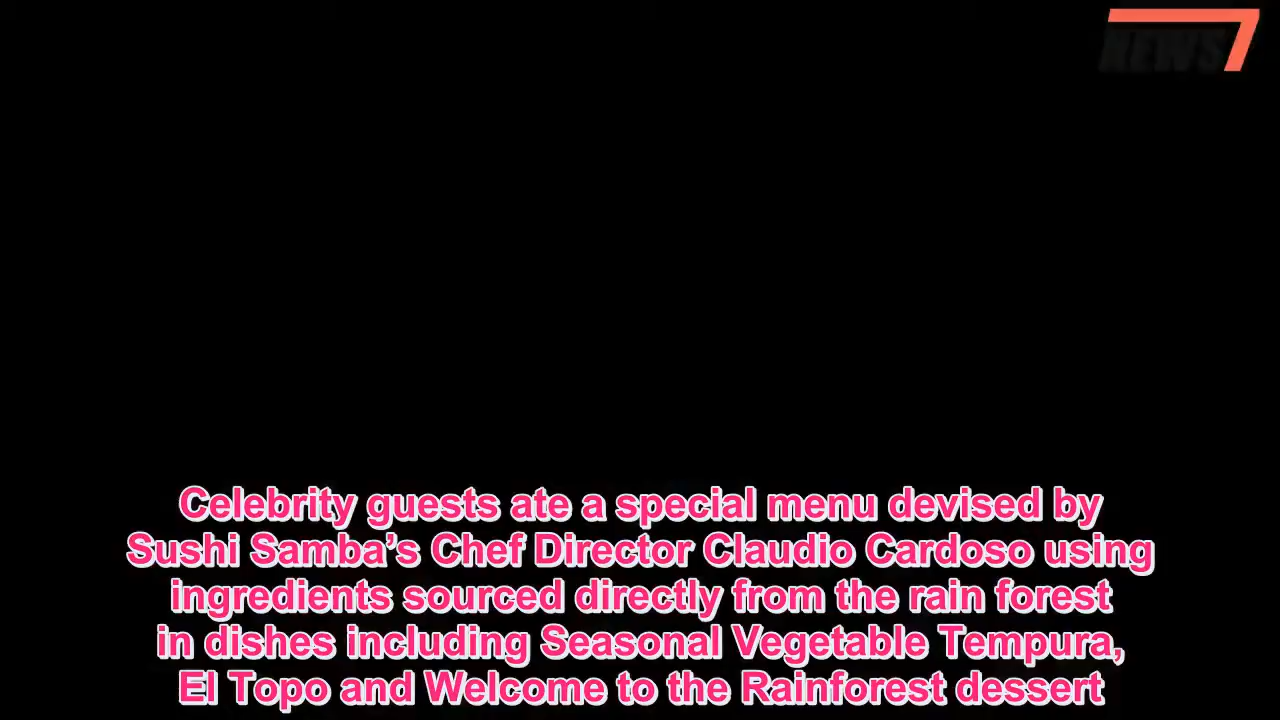 NEWS7
Celebrity guests ate a special menu devised by
Sushi Samba’s Chef Director Claudio Cardoso using
ingredients sourced directly from the rain forest
in dishes including Seasonal Vegetable Tempura,
El Topo and Welcome to the Rainforest dessert